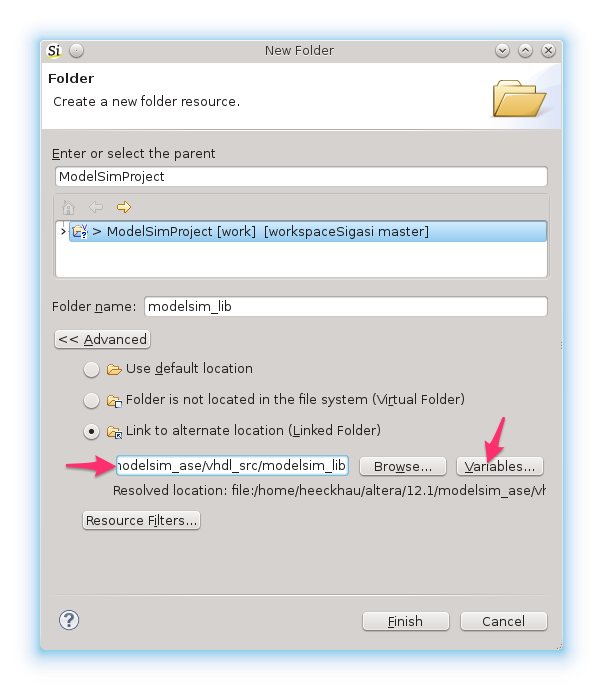 Si New Folder
Folder
Create a new folder resource.
Enter or select the parent
ModelSimProject
> ModelSimProject [work] [workspaceSigasi master]
Folder name: modelsim_lib
<< Advanced
Use default location
Folder is not located in the file system (Virtual Folder)
Link to alternate location (Linked Folder)
nodelsim_ase/vhdl_src/modelsim_lib Browse... Variables...
Resolved location: file:/home/heeckhau/altera/12.1/modelsim_ase/vh
Resource Filters...
? Finish Cancel